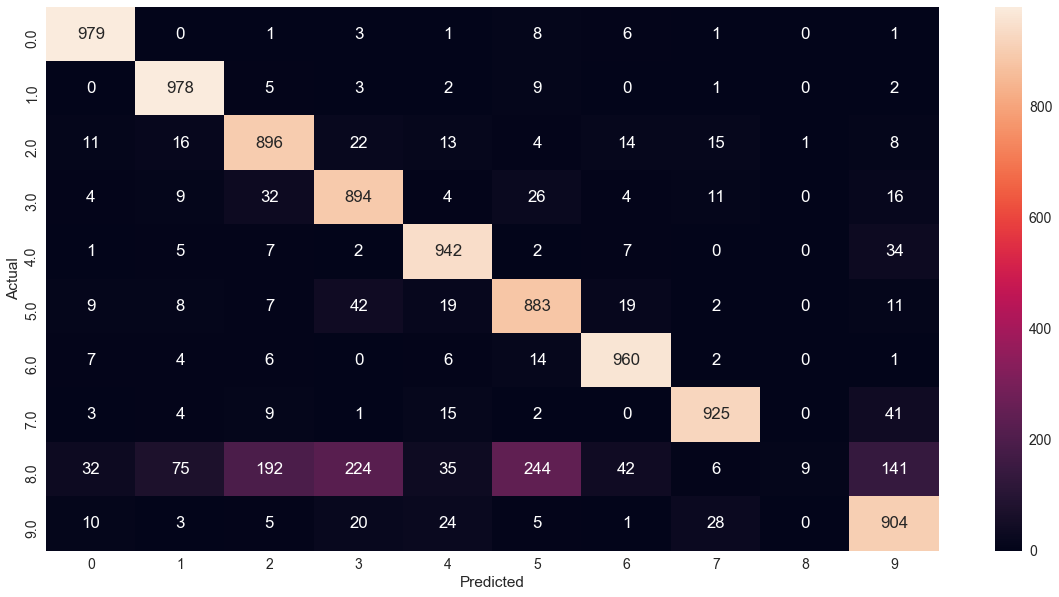 0.0 979 0 1 3 1 8 6 1 0 1
1.0 0 978 5 3 2 9 0 1 0 2
2.0 11 16 896 22 13 4 14 15 1 8
3.0 4 9 32 894 4 26 4 11 0 16
4.0 1 5 7 2 942 2 7 0 0 34
5.0 9 8 7 42 19 883 19 2 0 11
6.0 7 4 6 0 6 14 960 2 0 1
7.0 3 4 9 1 15 2 0 925 0 41
8.0 32 75 192 224 35 244 42 6 9 141
9.0 10 3 5 20 24 5 1 28 0 904
0 1 2 3 4 5 6 7 8 9
Predicted
Actual
800
600
400
200
0